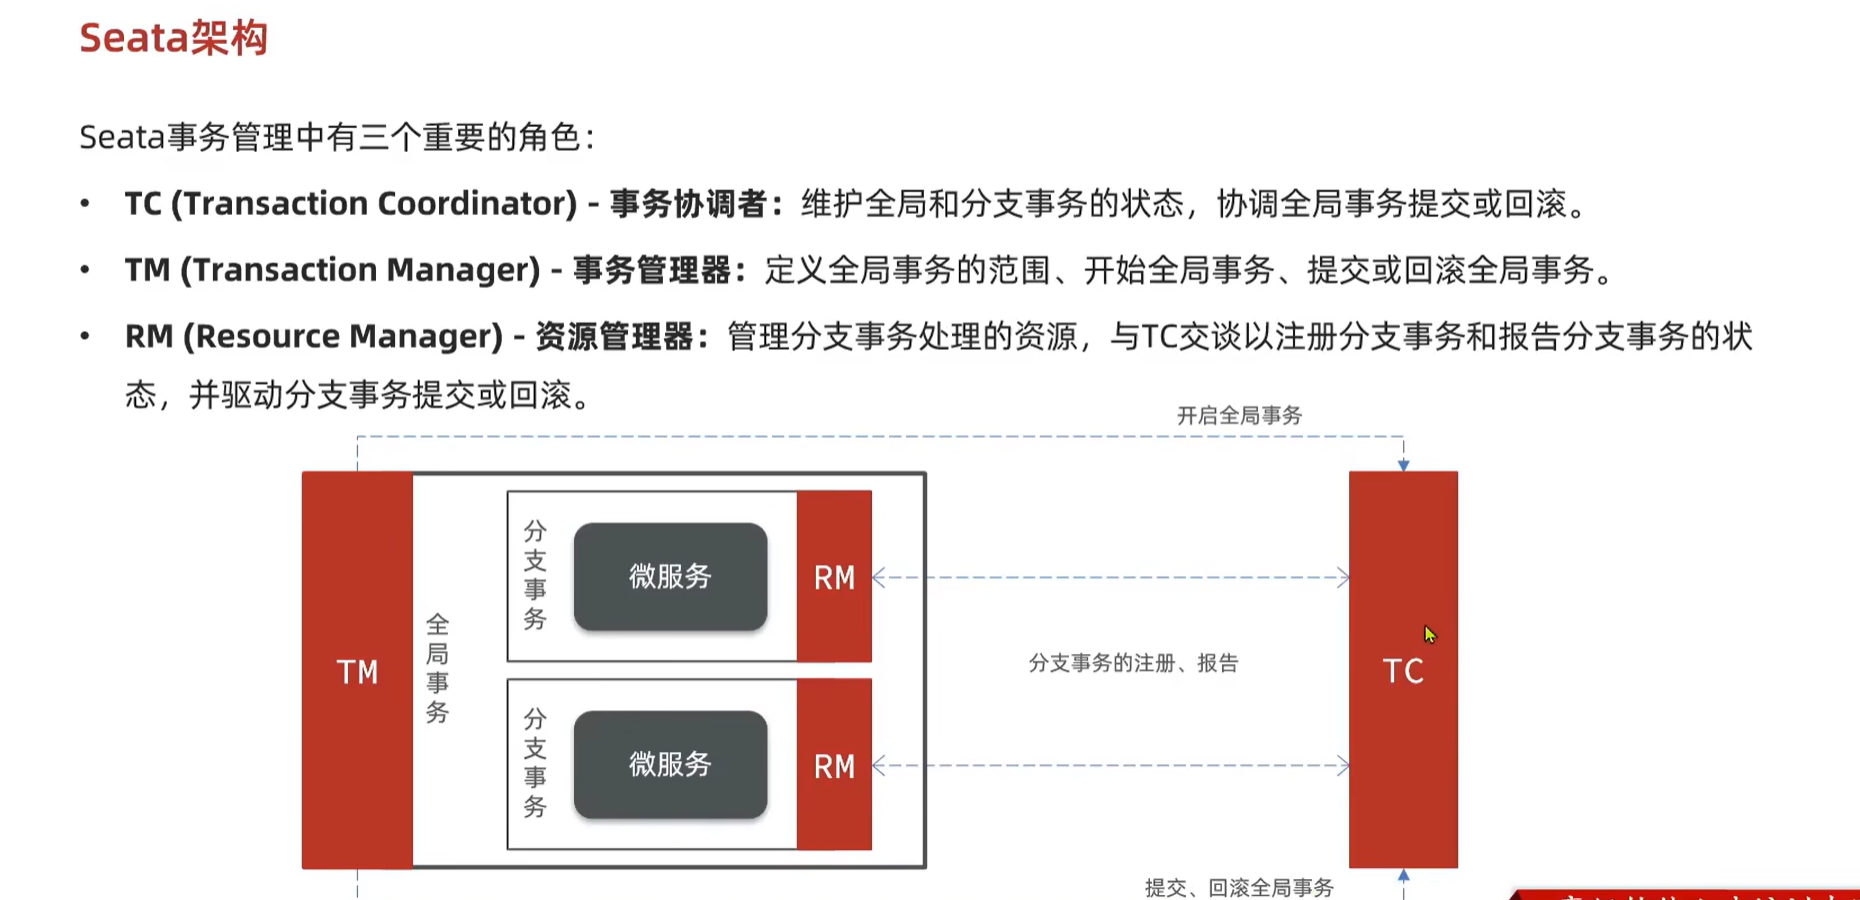 Seata架构
Seata事务管理中有三个重要的角色：
• TC (Transaction Coordinator) - 事务协调者：维护全局和分支事务的状态，协调全局事务提交或回滚。
• TM (Transaction Manager) - 事务管理器：定义全局事务的范围、开始全局事务、提交或回滚全局事务。
• RM (Resource Manager) - 资源管理器：管理分支事务处理的资源，与TC交谈以注册分支事务和报告分支事务的状
态，并驱动分支事务提交或回滚。
开启全局事务
TM
全局事务
分支事务
微服务
RM
分支事务的注册、报告
TC
分支事务
微服务
RM
提交、回滚全局事务